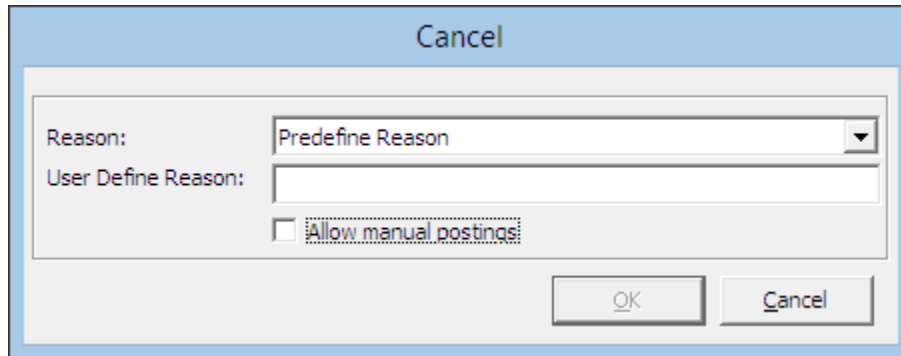 Cancel
Reason: Predefine Reason
User Define Reason:
Allow manual postings
OK Cancel